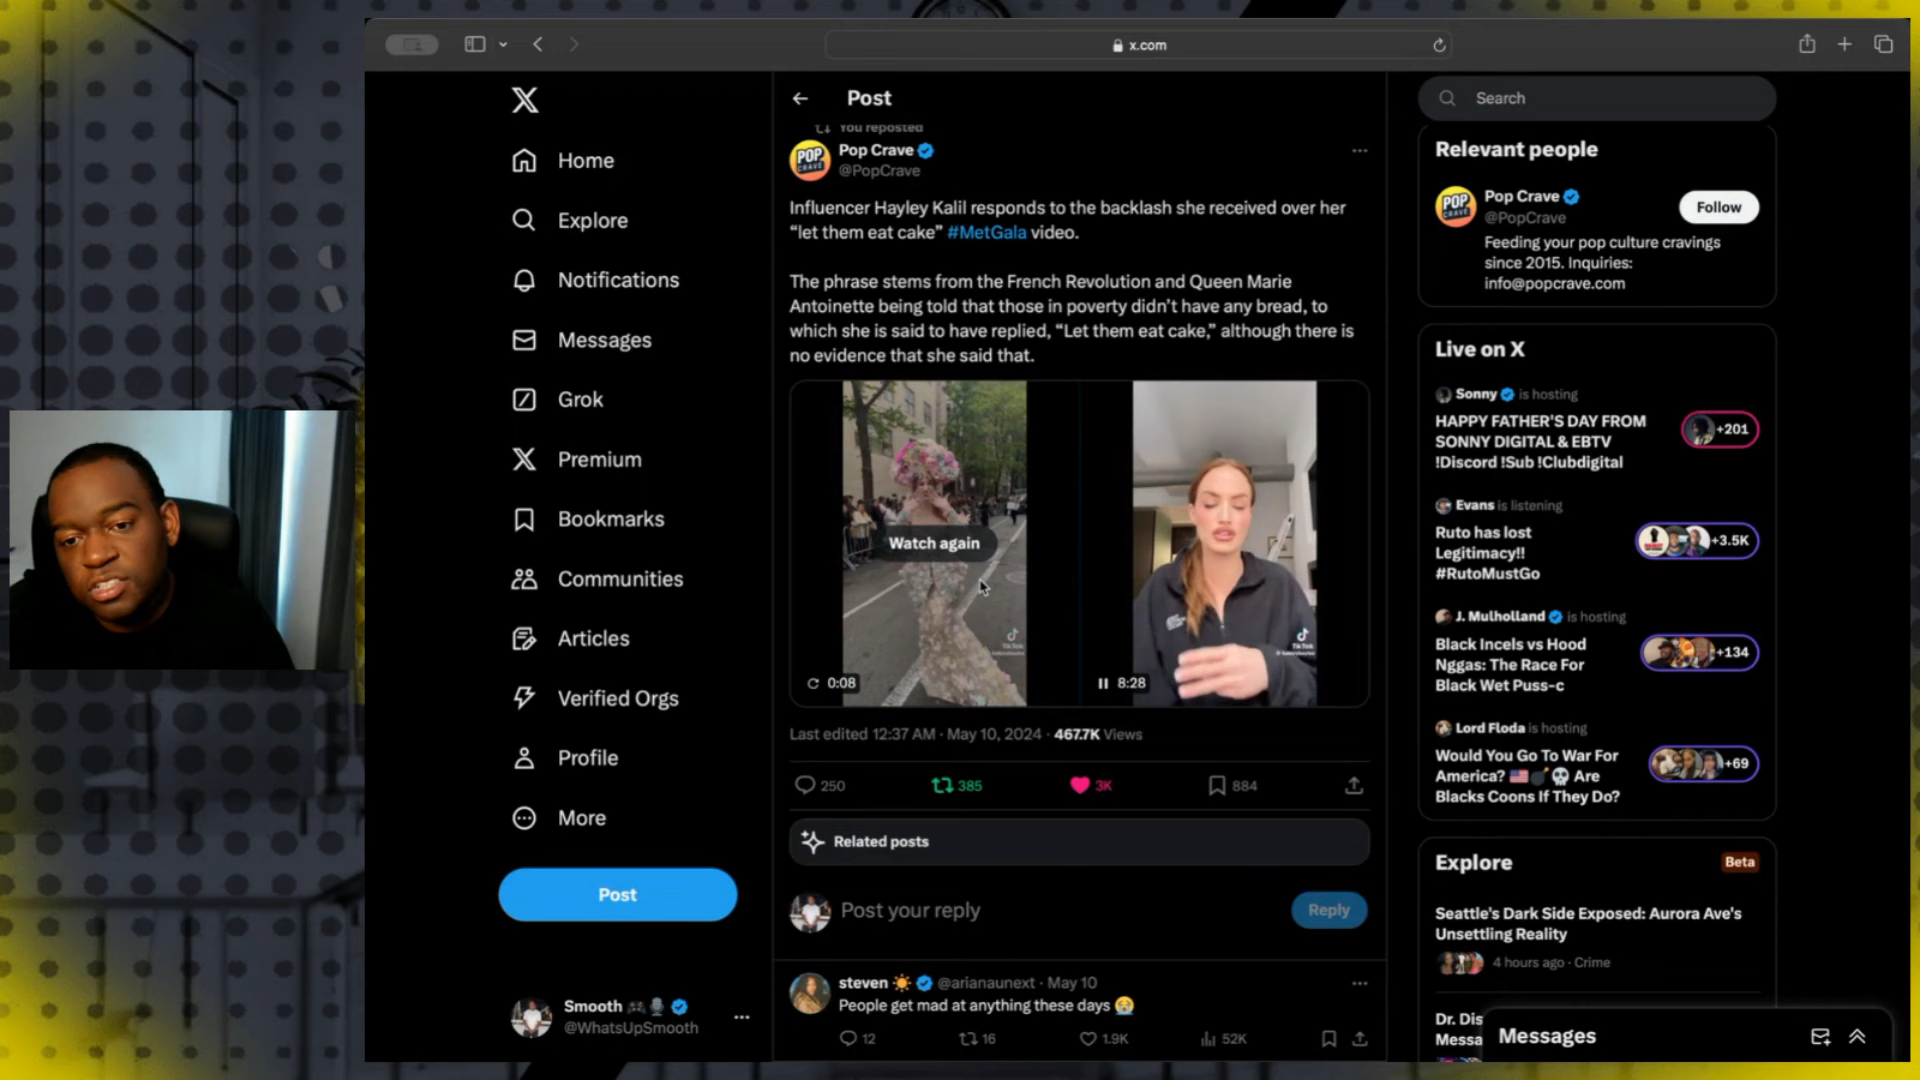 x.com
Home
Explore
Notifications
Messages
Grok
Premium
Bookmarks
Communities
Articles
Verified Orgs
Profile
More
Post
Smooth
@WhatsUpSmooth
Post
You reposted
Pop Crave
@PopCrave
Influencer Hayley Kalil responds to the backlash she received over her
“let them eat cake” #MetGala video.
The phrase stems from the French Revolution and Queen Marie
Antoinette being told that those in poverty didn’t have any bread, to
which she is said to have replied, “Let them eat cake,” although there is
no evidence that she said that.
POP
CRAVE
Watch again
TikTok
0:08
TikTok
8:28
Last edited 12:37 AM · May 10, 2024 · 467.7K Views
250 385 3K 884
Related posts
Post your reply
Reply
steven @arianaunext · May 10
People get mad at anything these days 😭
12 16 1.9K 52K
Search
Relevant people
POP
CRAVE
Pop Crave
@PopCrave
Follow
Feeding your pop culture cravings
since 2015. Inquiries:
info@popcrave.com
Live on X
Sonny is hosting
HAPPY FATHER'S DAY FROM
SONNY DIGITAL & EBTV
!Discord !Sub !Clubdigital
+201
Evans is listening
Ruto has lost
Legitimacy!!
#RutoMustGo
+3.5K
J. Mulholland is hosting
Black Incels vs Hood
Nggas: The Race For
Black Wet Puss-c
+134
Lord Floda is hosting
Would You Go To War For
America? 🇺🇸💣💀 Are
Blacks Coons If They Do?
+69
Explore
Beta
Seattle's Dark Side Exposed: Aurora Ave's
Unsettling Reality
4 hours ago · Crime
Dr. Dis
Messa
Messages